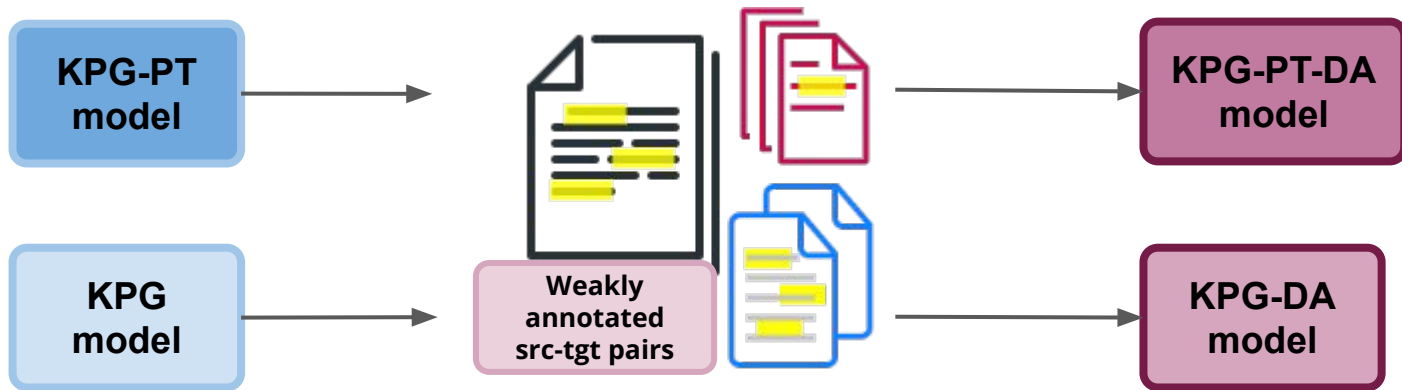 KPG-PT
model
KPG-PT-DA
model
KPG
model
Weakly
annotated
src-tgt pairs
KPG-DA
model